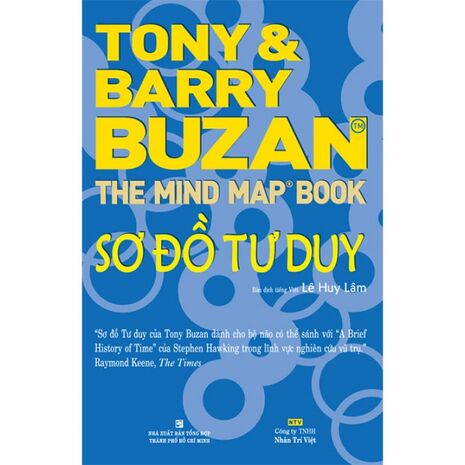 TONY &
BARRY
BUZAN™
THE MIND MAP® BOOK
SƠ ĐỒ TƯ DUY
Bản dịch tiếng Việt Lê Huy Lâm
“Sơ đồ Tư duy của Tony Buzan dành cho bộ não có thể sánh với “A Brief
History of Time” của Stephen Hawking trong lĩnh vực nghiên cứu vũ trụ.”
Raymond Keene, The Times
NHÀ XUẤT BẢN TỔNG HỢP
THÀNH PHỐ HỒ CHÍ MINH
NTV
Công ty TNHH
Nhân Trí Việt